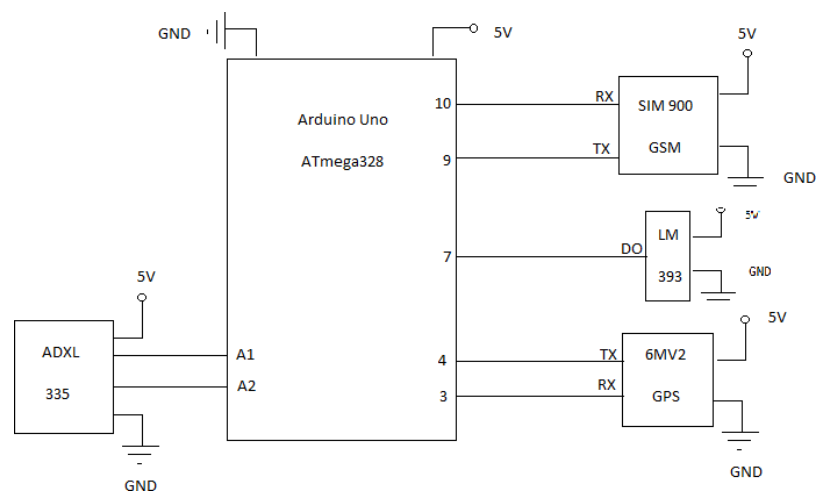 GND
5V
Arduino Uno
ATmega328
10
9
7
4
3
A1
A2
RX
TX
SIM 900
GSM
5V
GND
DO
LM
393
5V
GND
TX
RX
6MV2
GPS
5V
GND
5V
ADXL
335
GND